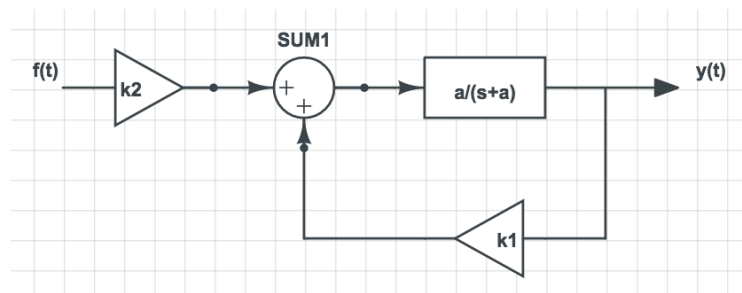 SUM1
f(t)
k2
+
+
a/(s+a)
y(t)
k1